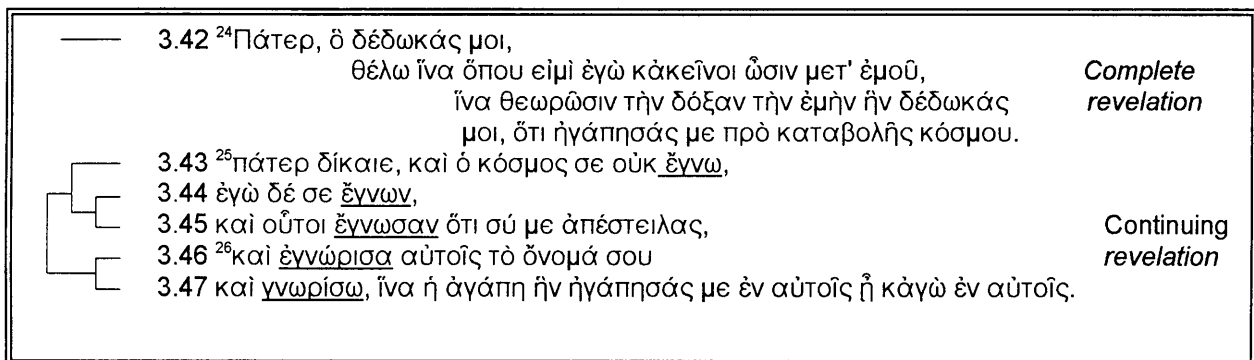 3.42 ²⁴Πάτερ, ὃ δέδωκάς μοι,
θέλω ἵνα ὅπου εἰμὶ ἐγὼ κἀκεῖνοι ὦσιν μετ' ἐμοῦ, Complete
ἵνα θεωρῶσιν τὴν δόξαν τὴν ἐμὴν ἣν δέδωκάς revelation
μοι, ὅτι ἠγάπησάς με πρὸ καταβολῆς κόσμου.
3.43 ²⁵πάτερ δίκαιε, καὶ ὁ κόσμος σε οὐκ ἔγνω,
3.44 ἐγὼ δέ σε ἔγνων,
3.45 καὶ οὗτοι ἔγνωσαν ὅτι σύ με ἀπέστειλας, Continuing
3.46 ²⁶καὶ ἐγνώρισα αὐτοῖς τὸ ὄνομά σου revelation
3.47 καὶ γνωρίσω, ἵνα ἡ ἀγάπη ἣν ἠγάπησάς με ἐν αὐτοῖς ᾖ κἀγὼ ἐν αὐτοῖς.